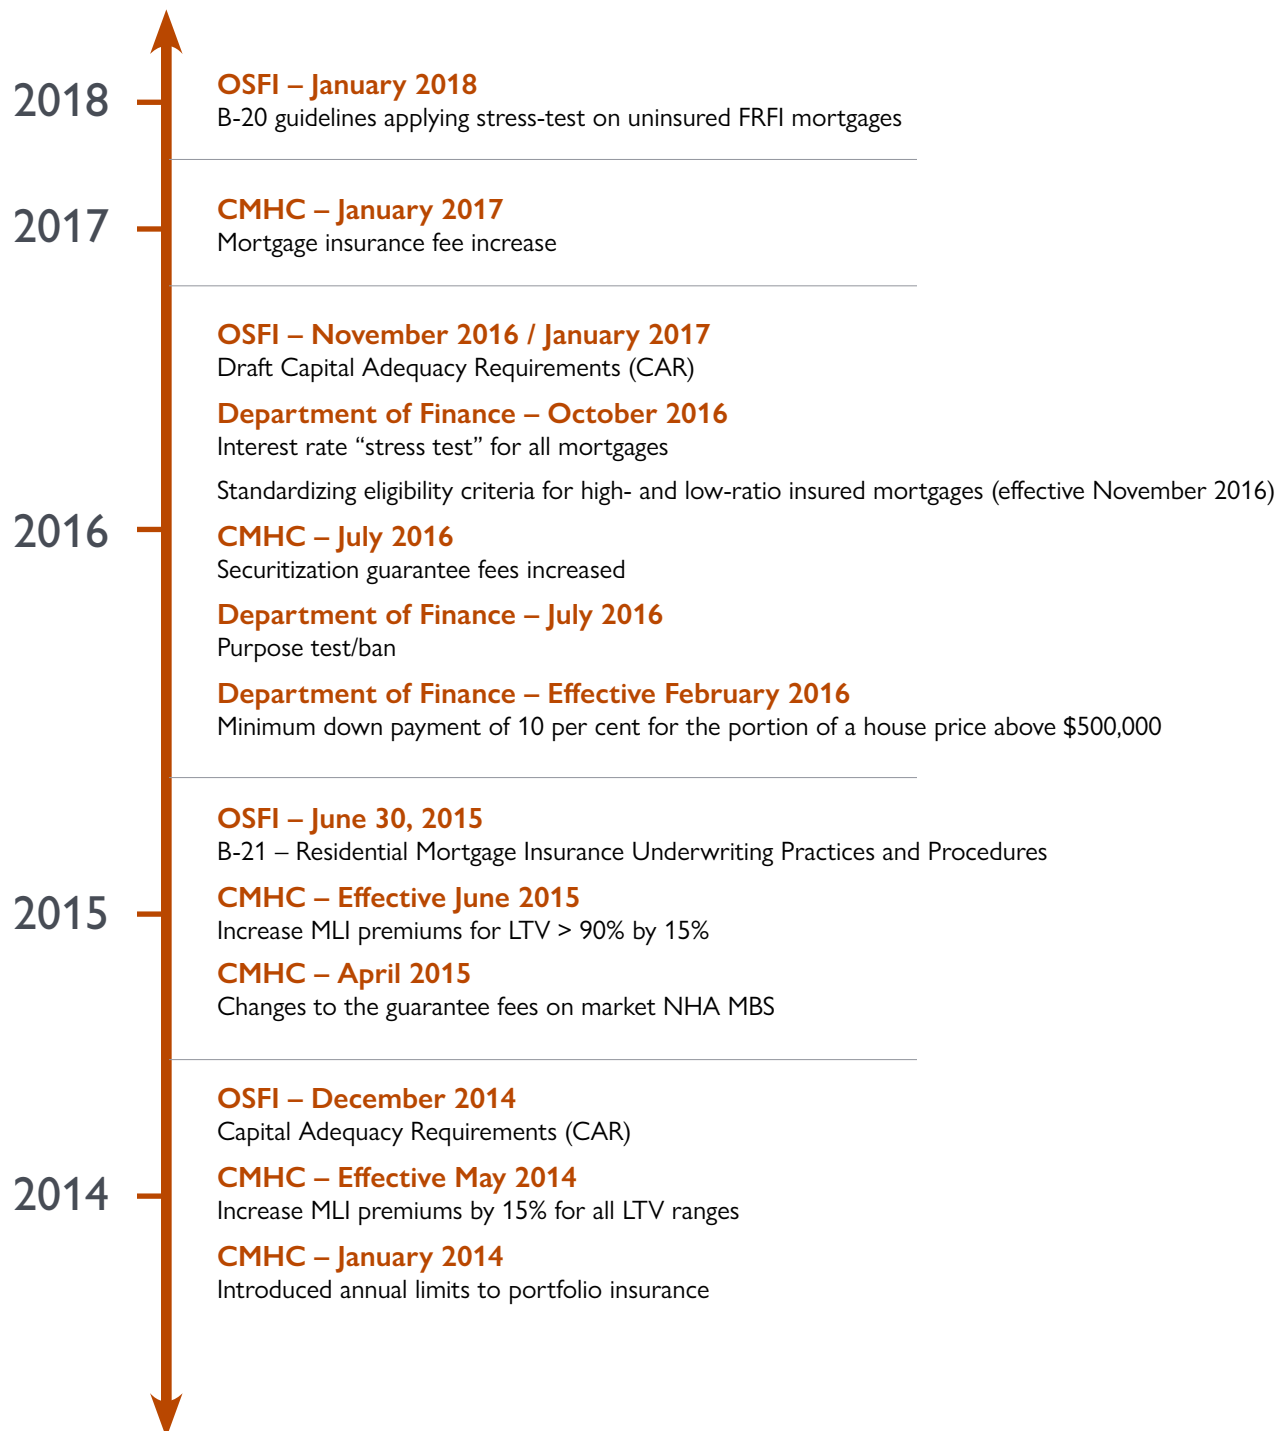 2018
OSFI – January 2018
B-20 guidelines applying stress-test on uninsured FRFI mortgages
2017
CMHC – January 2017
Mortgage insurance fee increase
2016
OSFI – November 2016 / January 2017
Draft Capital Adequacy Requirements (CAR)
Department of Finance – October 2016
Interest rate “stress test” for all mortgages
Standardizing eligibility criteria for high- and low-ratio insured mortgages (effective November 2016)
CMHC – July 2016
Securitization guarantee fees increased
Department of Finance – July 2016
Purpose test/ban
Department of Finance – Effective February 2016
Minimum down payment of 10 per cent for the portion of a house price above $500,000
2015
OSFI – June 30, 2015
B-21 – Residential Mortgage Insurance Underwriting Practices and Procedures
CMHC – Effective June 2015
Increase MLI premiums for LTV > 90% by 15%
CMHC – April 2015
Changes to the guarantee fees on market NHA MBS
2014
OSFI – December 2014
Capital Adequacy Requirements (CAR)
CMHC – Effective May 2014
Increase MLI premiums by 15% for all LTV ranges
CMHC – January 2014
Introduced annual limits to portfolio insurance